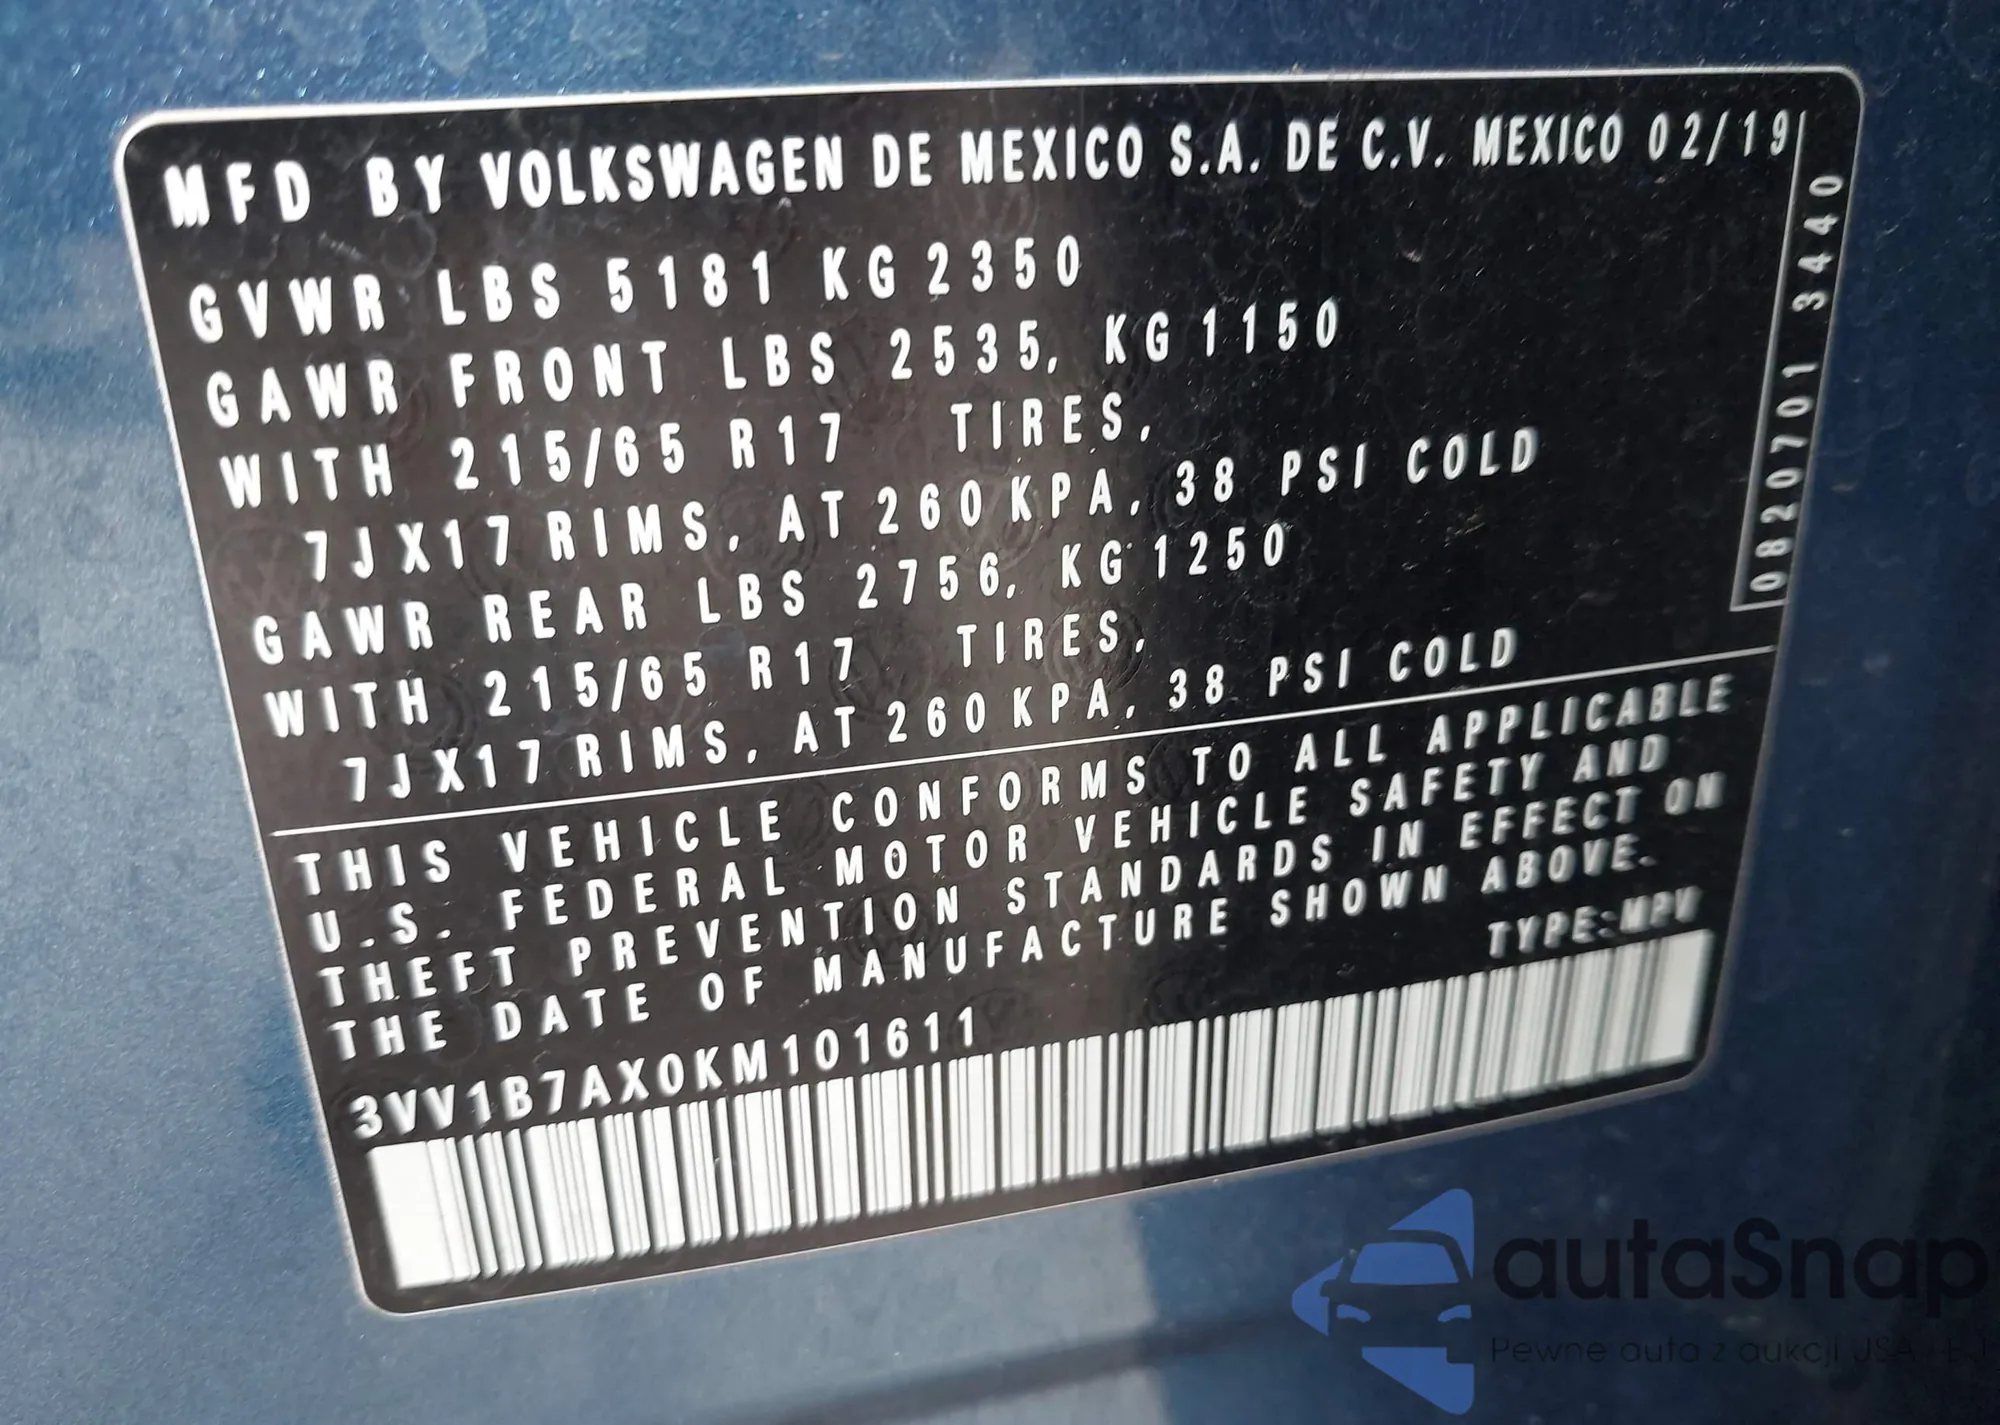 MFD BY VOLKSWAGEN DE MEXICO S.A. DE C.V. MEXICO 02/19
GVWR LBS 5181 KG 2350
GAWR FRONT LBS 2535, KG 1150
WITH 215/65 R17 TIRES,
7JX17 RIMS, AT 260 KPA, 38 PSI COLD
GAWR REAR LBS 2756, KG 1250
WITH 215/65 R17 TIRES,
7JX17 RIMS, AT 260 KPA, 38 PSI COLD
0820701 3440
THIS VEHICLE CONFORMS TO ALL APPLICABLE
U.S. FEDERAL MOTOR VEHICLE SAFETY AND
THEFT PREVENTION STANDARDS IN EFFECT ON
THE DATE OF MANUFACTURE SHOWN ABOVE.
TYPE: MPV
3VV1B7AX0KM101611
autaSnap
Pewne auta z aukcji